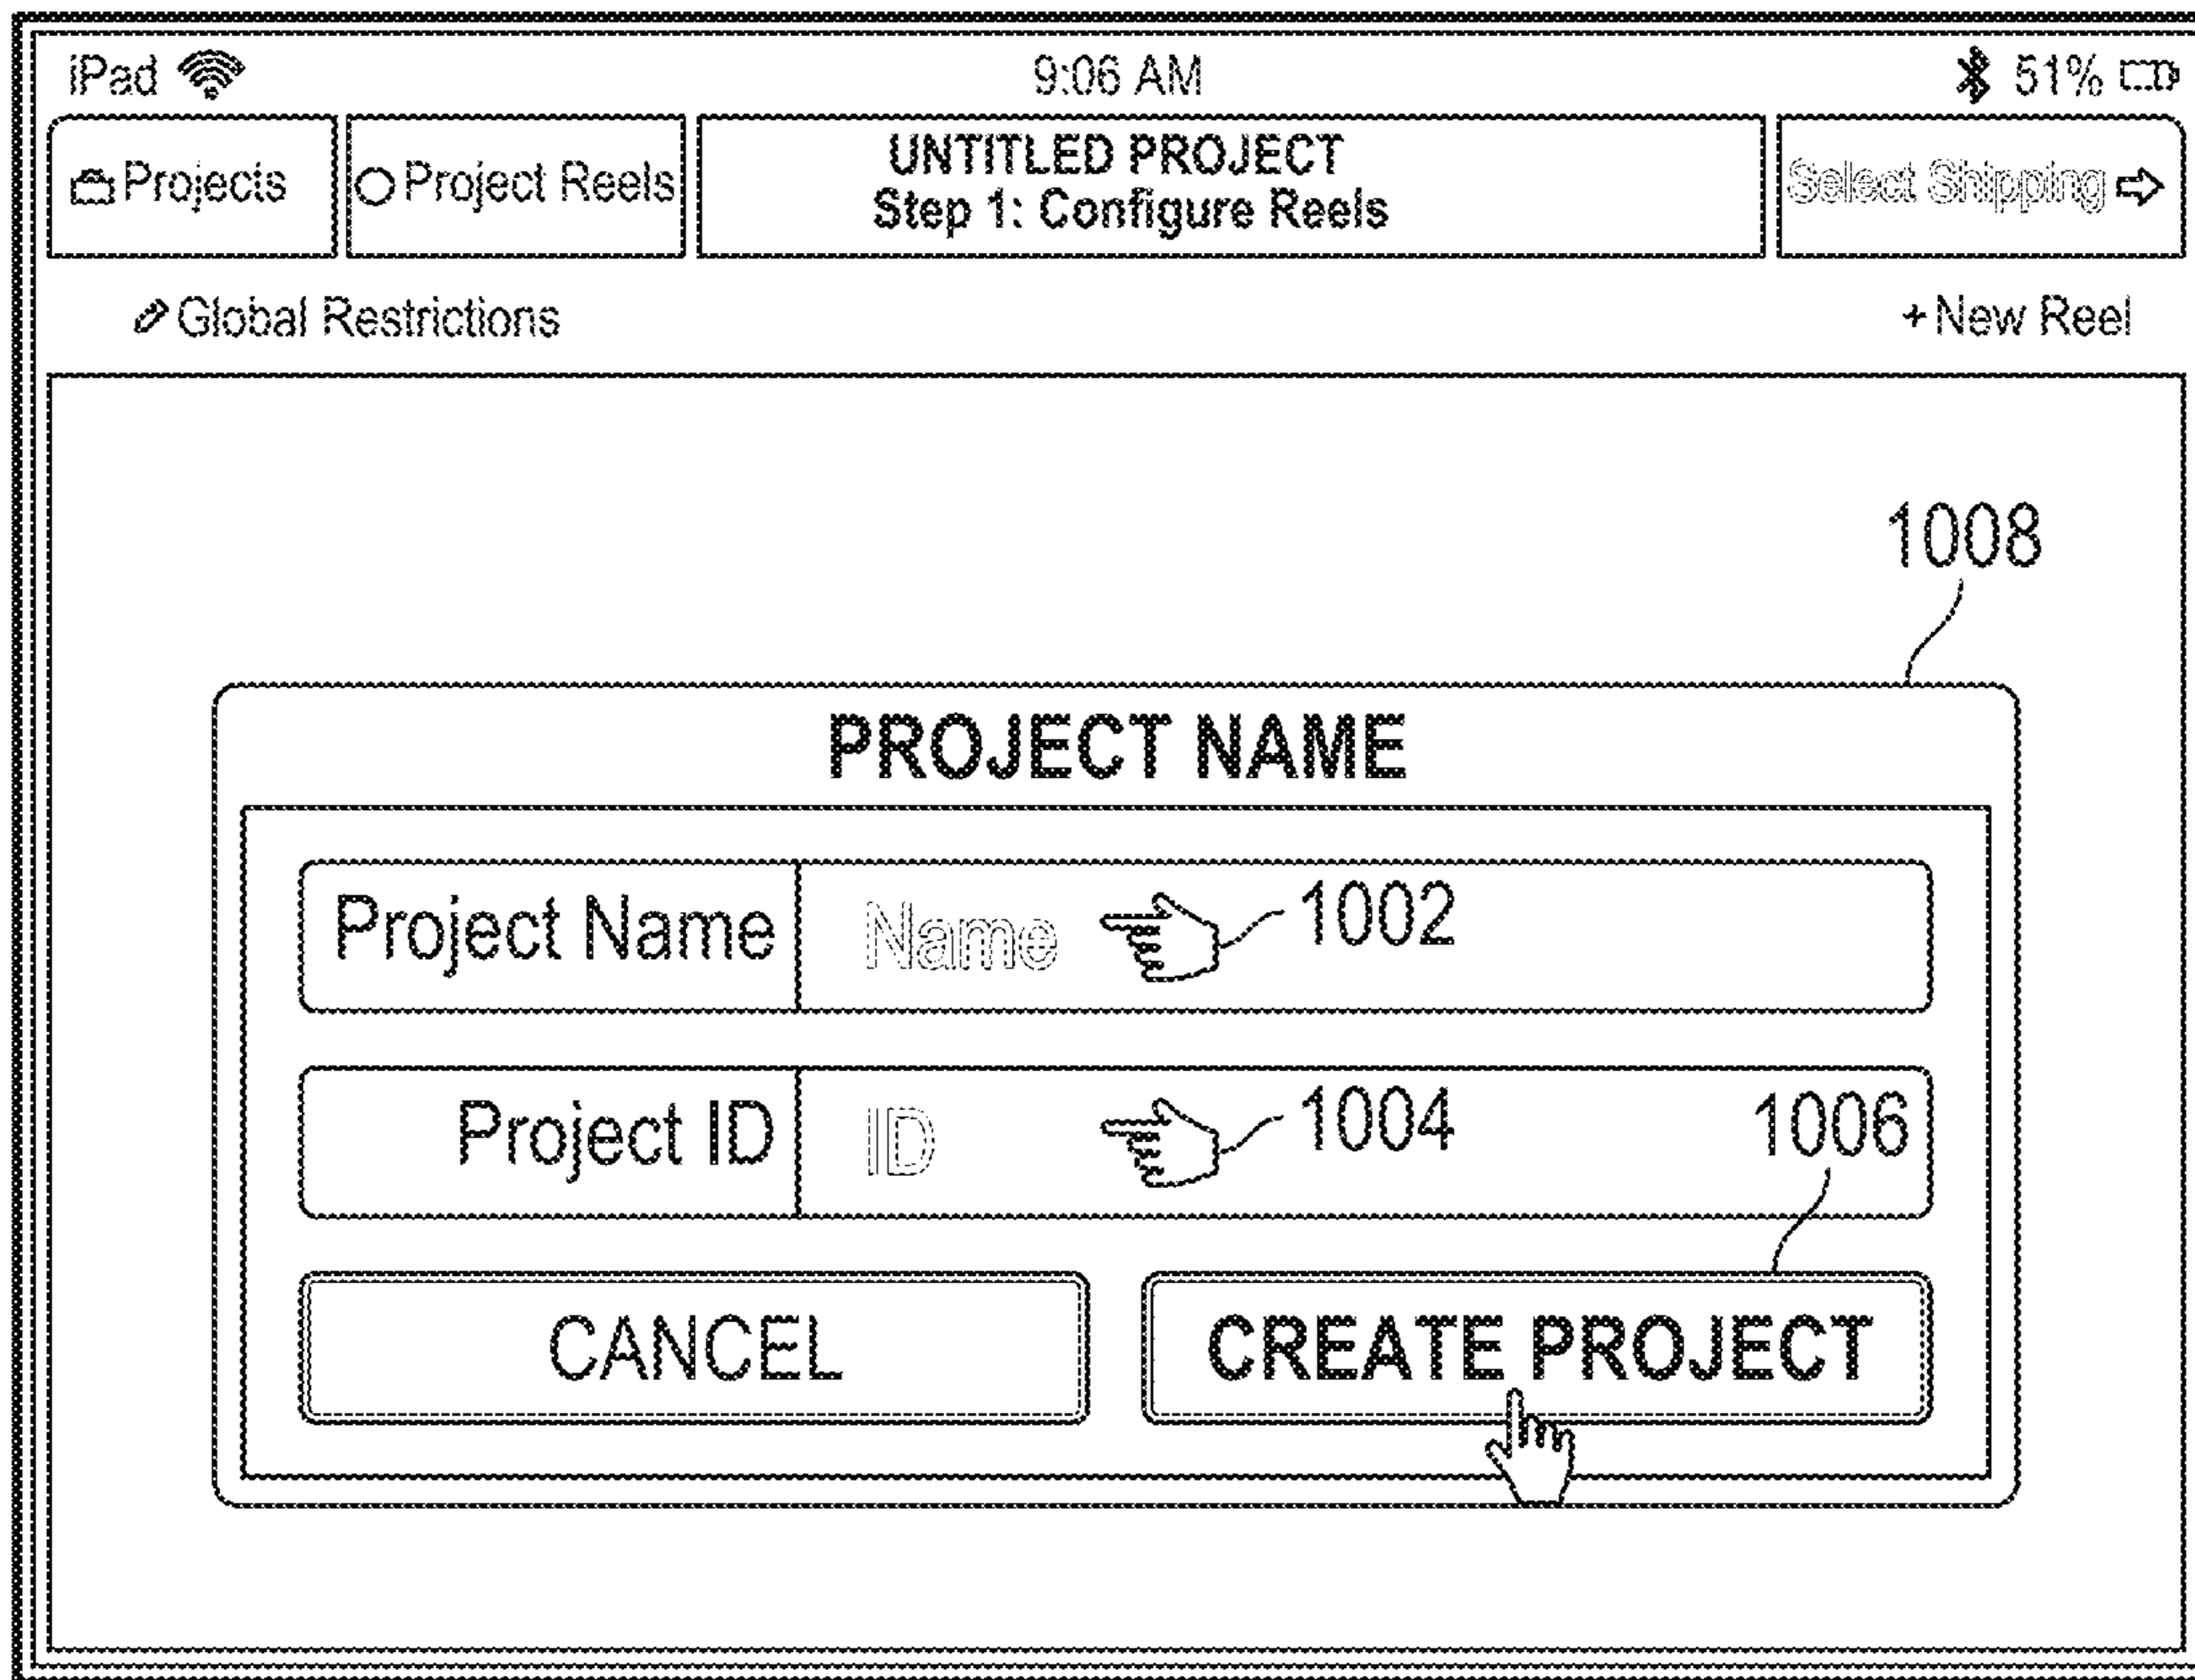 iPad 9:06 AM 51%
Projects Project Reels UNTITLED PROJECT Select Shipping
Step 1: Configure Reels
Global Restrictions +New Reel
1008
PROJECT NAME
Project Name Name 1002
Project ID ID 1004 1006
CANCEL CREATE PROJECT